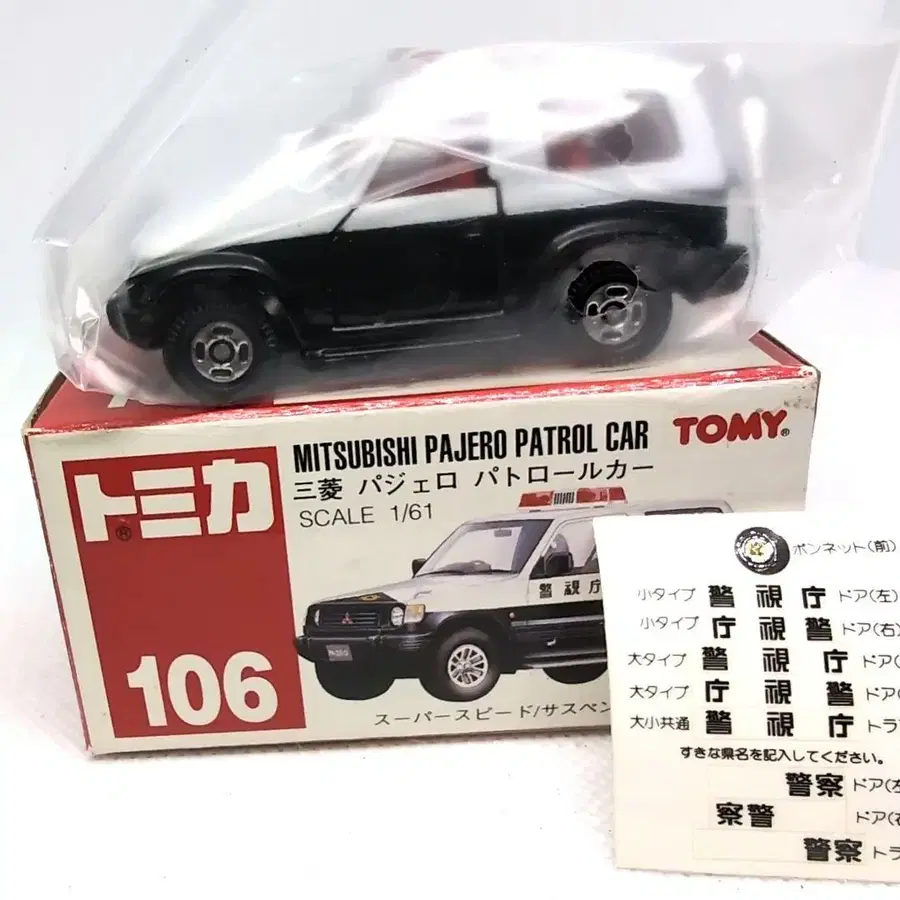 MITSUBISHI PAJERO PATROL CAR
TOMY®
三菱 パジェロ パトロールカー
SCALE 1/61
トミカ®
106
警視庁
PAJERO
スーパースピード/サスペン
ボンネット(前)
小タイプ 警視庁 ドア(左)
小タイプ 庁視警 ドア(右)
大タイプ 警視庁 ドア(
大タイプ 庁視警 ドア(
大小共通 警視庁 トラ
すきな県名を記入してください。
警察 ドア(左
察警 ドア(右
警察 トラ